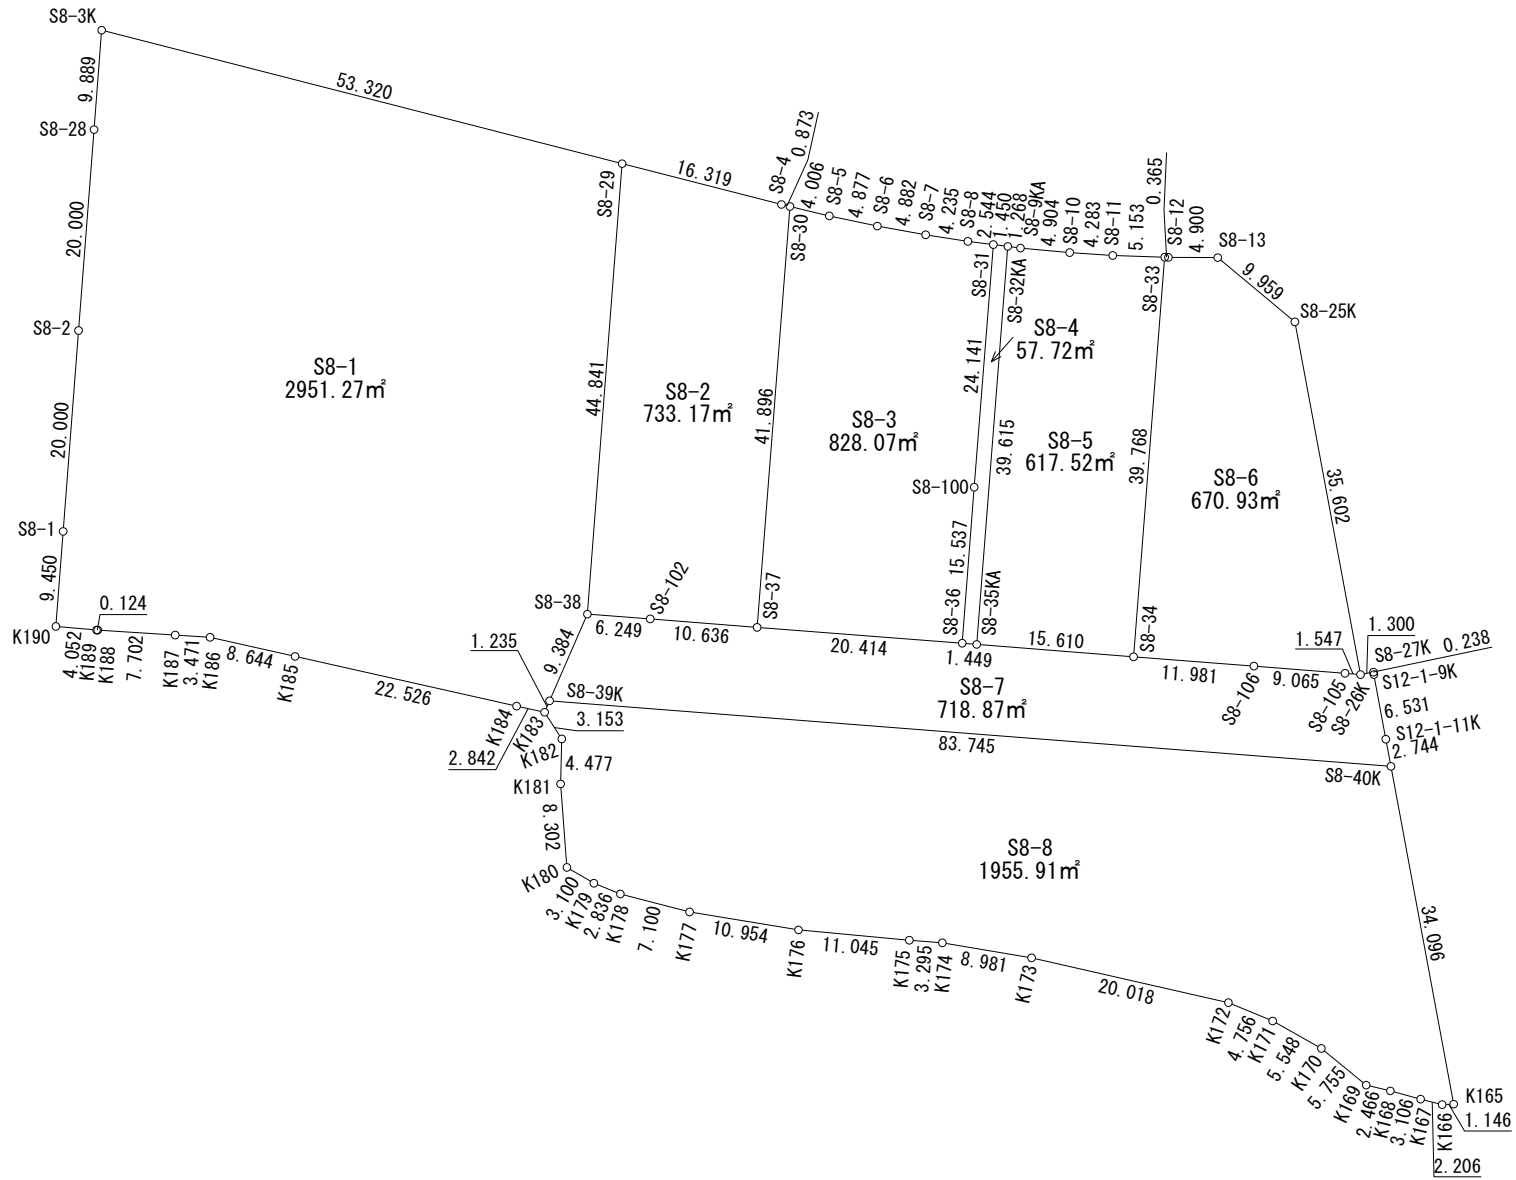 S8-3K
9.889
53.320
S8-28
20.000
S8-2
20.000
S8-1
9.450
K190
4.052
K189
0.124
K188
7.702
K187
3.471
K186
8.644
K185
22.526
K184
2.842
K183
1.235
S8-1
2951.27㎡
S8-29
16.319
S8-4
0.873
44.841
S8-38
9.384
S8-2
733.17㎡
S8-30
41.896
S8-102
6.249
10.636
S8-37
4.006
S8-5
4.877
S8-6
4.882
S8-7
4.235
S8-8
2.544
S8-3
828.07㎡
S8-31
24.141
S8-100
15.537
S8-36
20.414
1.450
1.268
S8-9KA
S8-32KA
S8-4
57.72㎡
39.615
S8-35KA
1.449
4.904
S8-10
4.283
S8-11
5.153
0.365
S8-12
S8-5
617.52㎡
S8-33
39.768
S8-34
15.610
4.900
S8-13
9.959
S8-25K
35.602
S8-6
670.93㎡
11.981
S8-106
9.065
S8-105
1.547
S8-26K
1.300
S8-27K
0.238
S12-1-9K
6.531
S12-1-11K
2.744
S8-40K
S8-7
718.87㎡
S8-39K
83.745
3.153
K182
4.477
K181
8.302
K180
3.100
K179
2.836
K178
7.100
K177
10.954
K176
11.045
K175
3.295
K174
8.981
K173
20.018
K172
4.756
K171
5.548
K170
5.755
K169
2.466
K168
3.106
K167
2.206
K166
1.146
K165
34.096
S8-8
1955.91㎡